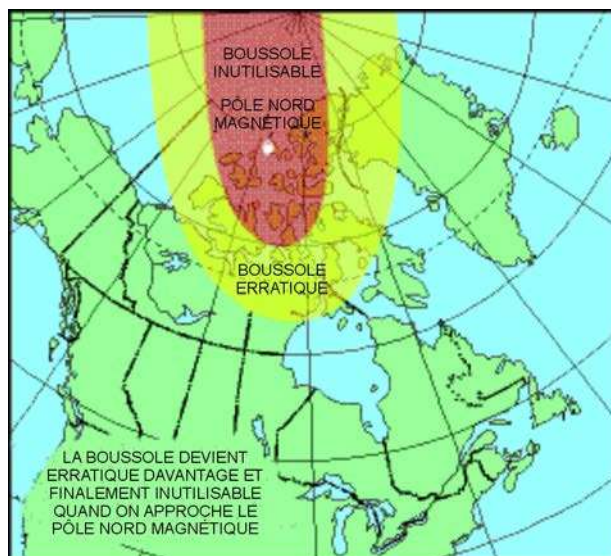 BOUSSOLE
INUTILISABLE
PÔLE NORD
MAGNÉTIQUE
BOUSSOLE
ERRATIQUE
LA BOUSSOLE DEVIENT
ERRATIQUE DAVANTAGE ET
FINALEMENT INUTILISABLE
QUAND ON APPROCHE LE
PÔLE NORD MAGNÉTIQUE